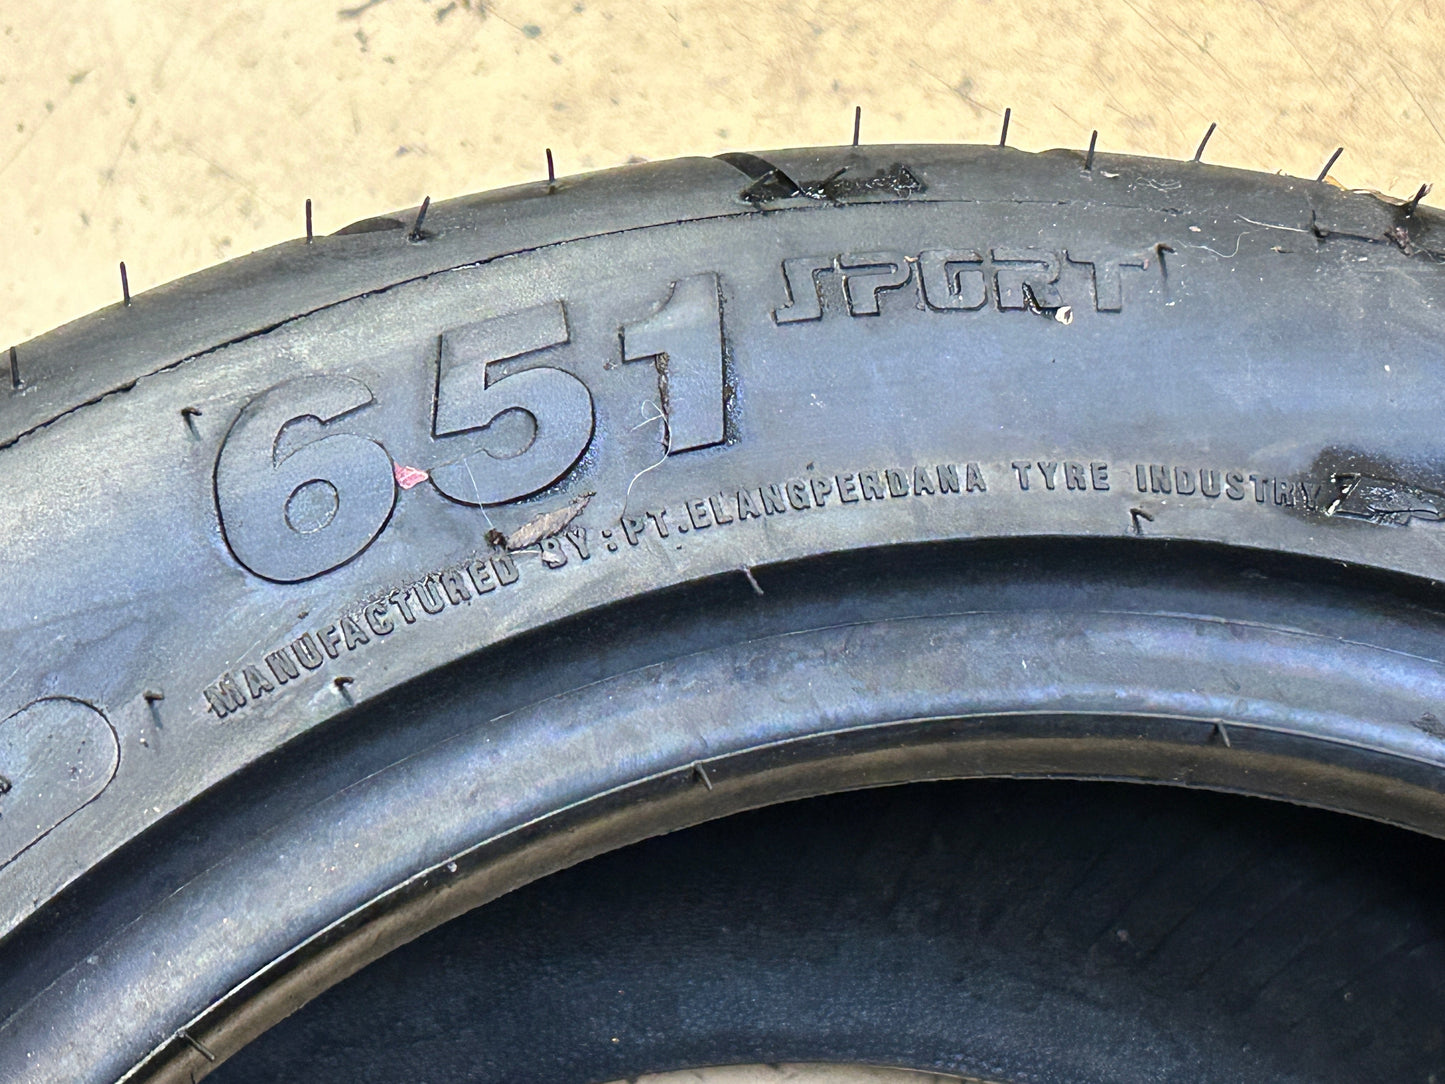 651 SPORT
MANUFACTURED BY : PT.ELANGPERDANA TYRE INDUSTRY